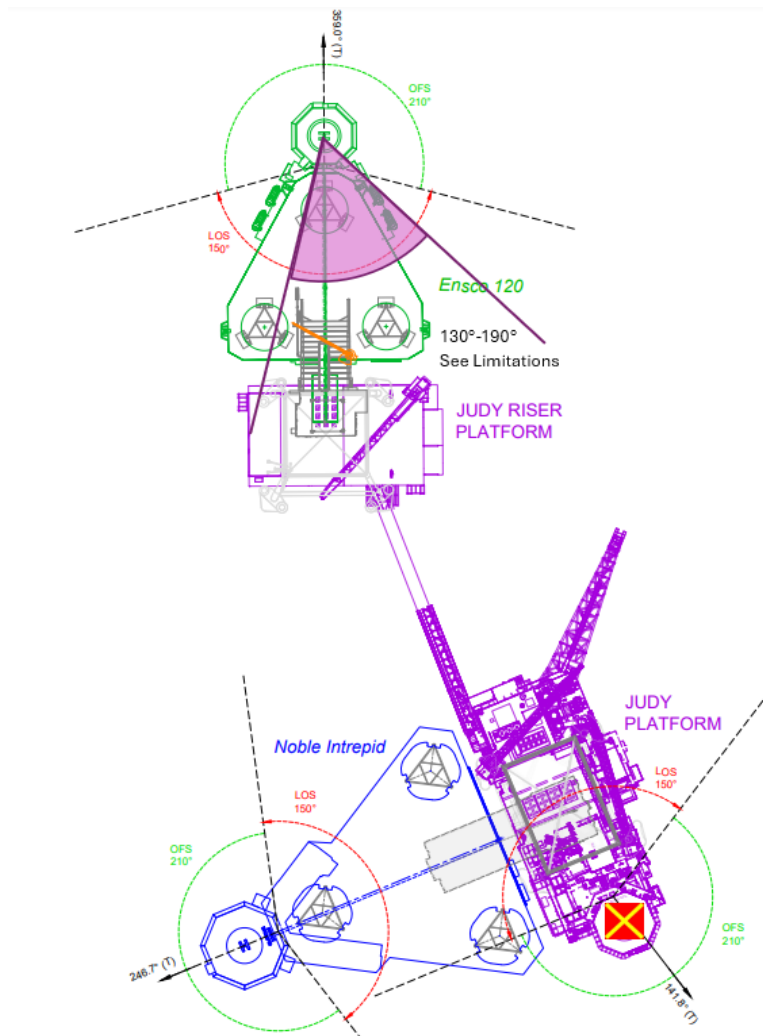 359.0° (T)
OFS
210°
LOS
150°
Ensco 120
130°-190°
See Limitations
JUDY RISER
PLATFORM
JUDY
PLATFORM
Noble Intrepid
LOS
150°
LOS
150°
OFS
210°
OFS
210°
246.7° (T)
141.8° (T)
H
H